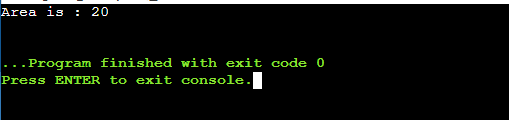 Area is : 20
...Program finished with exit code 0
Press ENTER to exit console.